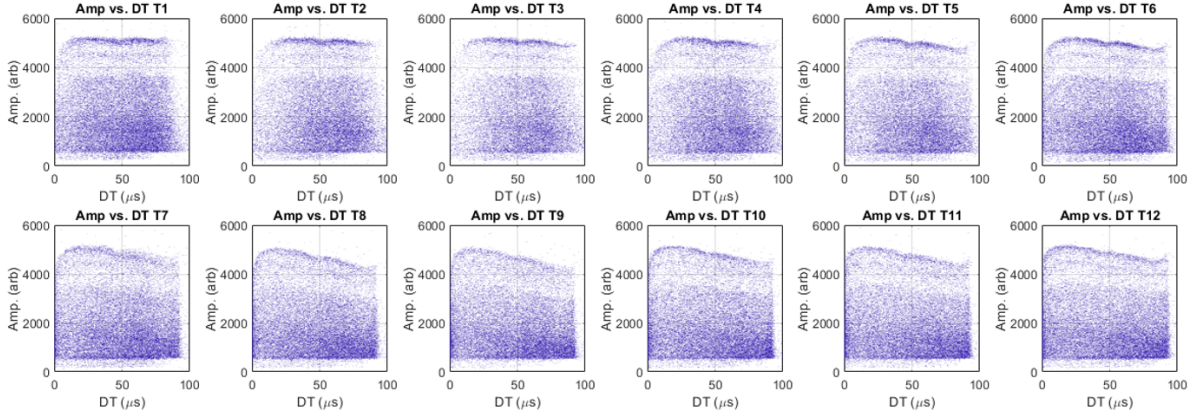 Amp vs. DT T1 Amp vs. DT T2 Amp vs. DT T3 Amp vs. DT T4 Amp vs. DT T5 Amp vs. DT T6
6000 6000 6000 6000 6000 6000
4000 4000 4000 4000 4000 4000
Amp. (arb) Amp. (arb) Amp. (arb) Amp. (arb) Amp. (arb) Amp. (arb)
2000 2000 2000 2000 2000 2000
0 0 0 0 0 0
0 50 100 0 50 100 0 50 100 0 50 100 0 50 100 0 50 100
DT (μs) DT (μs) DT (μs) DT (μs) DT (μs) DT (μs)
Amp vs. DT T7 Amp vs. DT T8 Amp vs. DT T9 Amp vs. DT T10 Amp vs. DT T11 Amp vs. DT T12
6000 6000 6000 6000 6000 6000
4000 4000 4000 4000 4000 4000
Amp. (arb) Amp. (arb) Amp. (arb) Amp. (arb) Amp. (arb) Amp. (arb)
2000 2000 2000 2000 2000 2000
0 0 0 0 0 0
0 50 100 0 50 100 0 50 100 0 50 100 0 50 100 0 50 100
DT (μs) DT (μs) DT (μs) DT (μs) DT (μs) DT (μs)